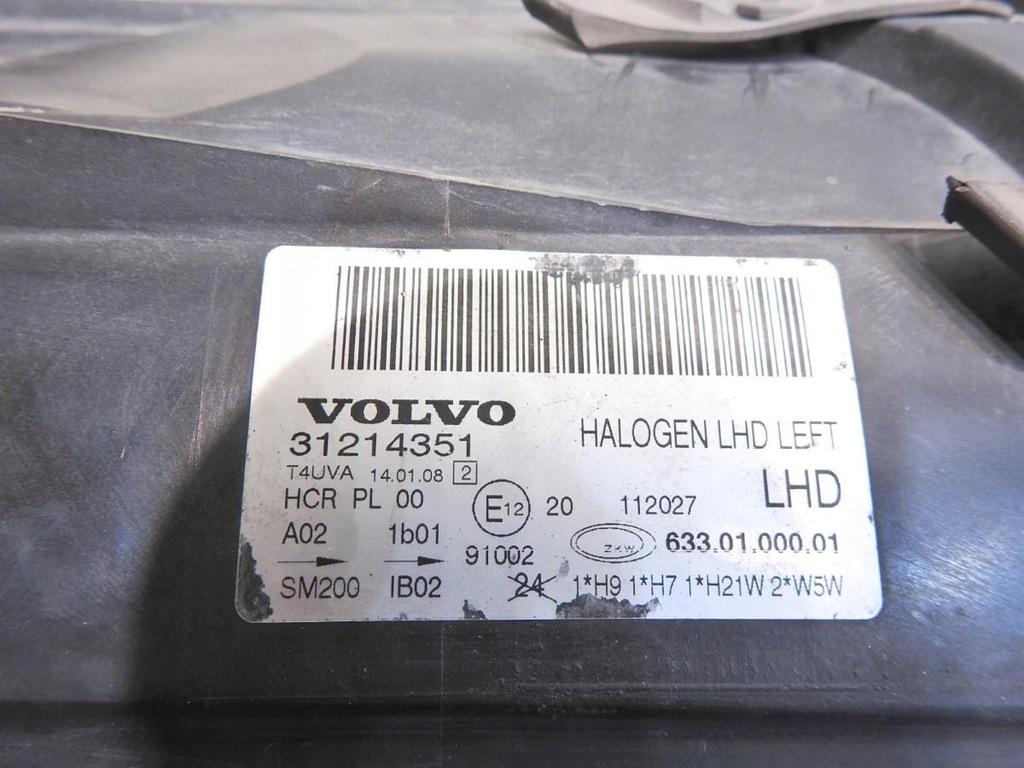 VOLVO
31214351 HALOGEN LHD LEFT
T4UVA 14.01.08 2 LHD
HCR PL 00 E12 20 112027
A02 1b01 91002 ZKW 633.01.000.01
SM200 IB02 24 1*H9 1*H7 1*H21W 2*W5W